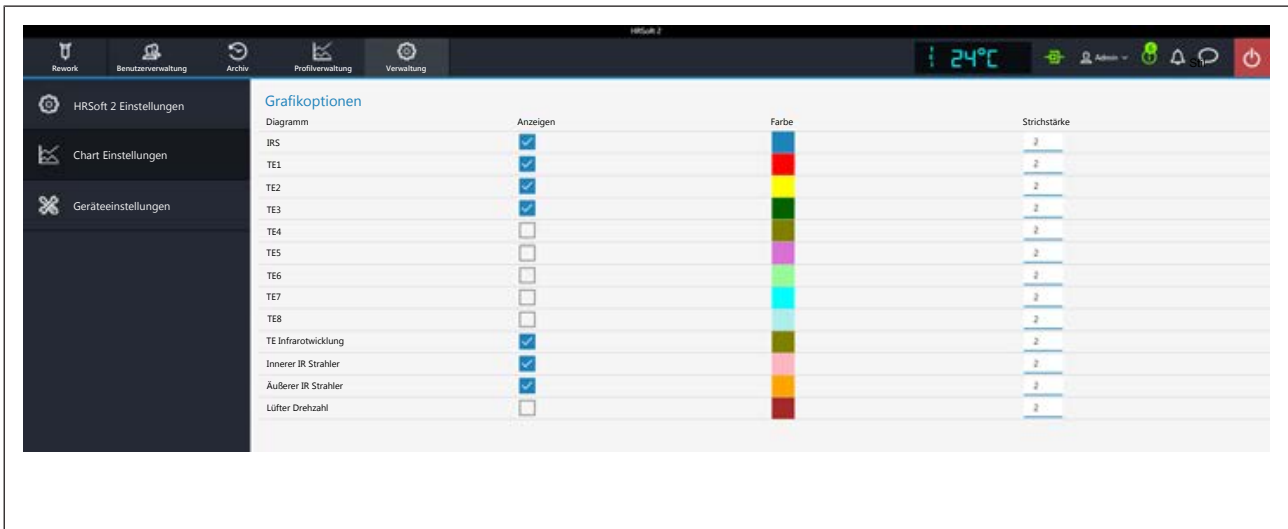 HRSoft 2
Rework Benutzerverwaltung Archiv Profilverwaltung Verwaltung 24°C Admin
HRSoft 2 Einstellungen
Chart Einstellungen
Geräteeinstellungen
Grafikoptionen
Diagramm Anzeigen Farbe Strichstärke
IRS 2
TE1 2
TE2 2
TE3 2
TE4 2
TE5 2
TE6 2
TE7 2
TE8 2
TE Infrarotwicklung 2
Innerer IR Strahler 2
Äußerer IR Strahler 2
Lüfter Drehzahl 2